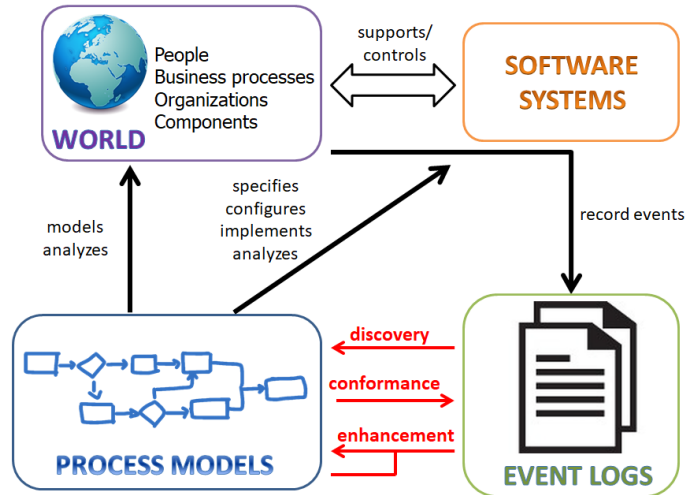 People
Business processes
Organizations
Components
WORLD
supports/
controls
SOFTWARE
SYSTEMS
models
analyzes
specifies
configures
implements
analyzes
record events
discovery
conformance
enhancement
PROCESS MODELS
EVENT LOGS